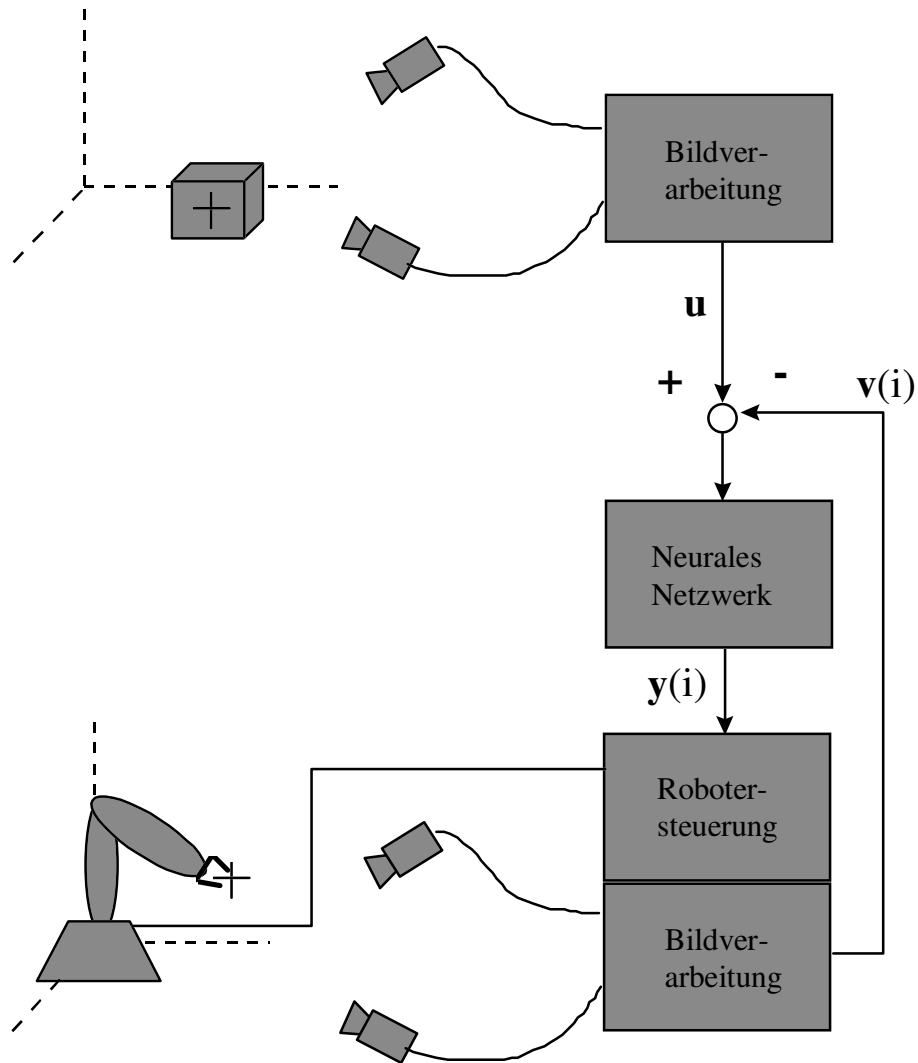 Bildver-
arbeitung
u
+ -
v(i)
Neurales
Netzwerk
y(i)
Roboter-
steuerung
Bildver-
arbeitung